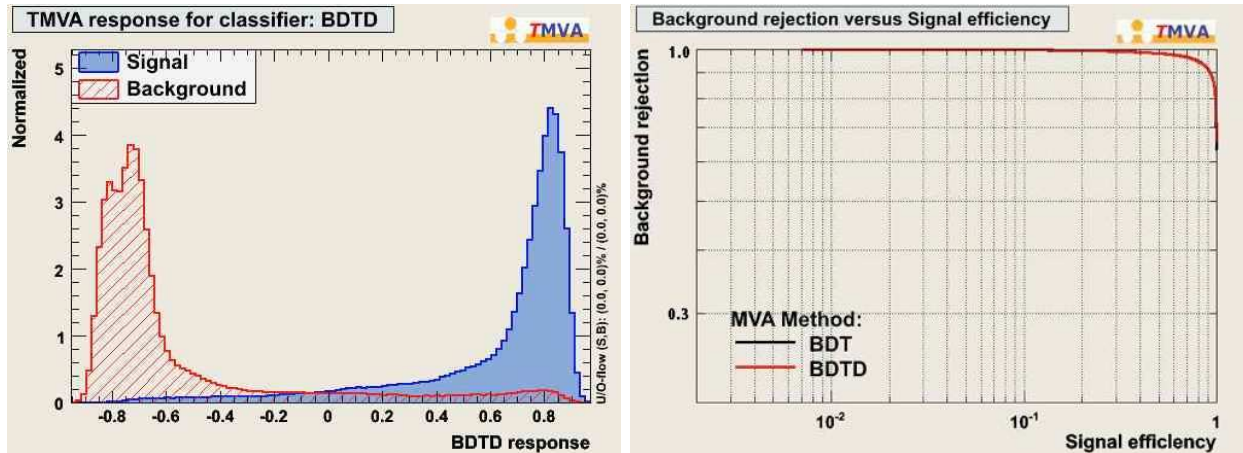 TMVA response for classifier: BDTD
TMVA
Normalized
5
4
3
2
1
0
Signal
Background
U/O-flow (S,B): (0.0, 0.0)% / (0.0, 0.0)%
-0.8 -0.6 -0.4 -0.2 0 0.2 0.4 0.6 0.8
BDTD response
Background rejection versus Signal efficiency
TMVA
Background rejection
1.0
0.3
MVA Method:
BDT
BDTD
10-2 10-1 1
Signal efficiency